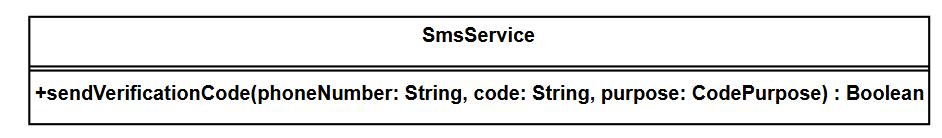 SmsService
+sendVerificationCode(phoneNumber: String, code: String, purpose: CodePurpose) : Boolean